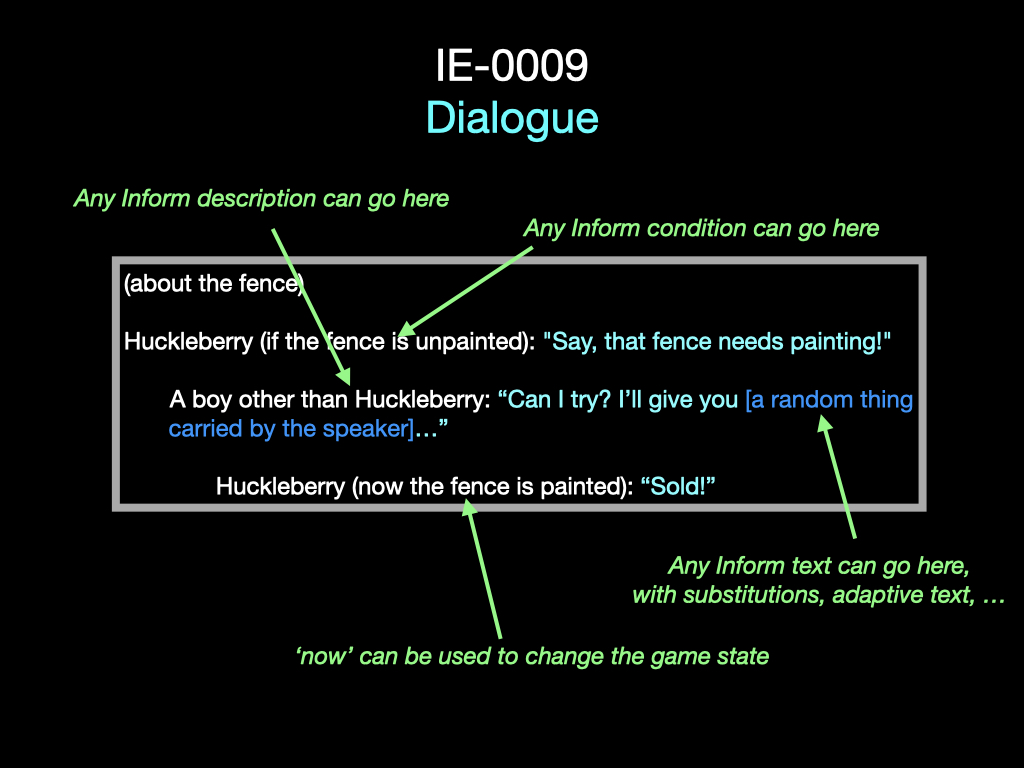 IE-0009
Dialogue
Any Inform description can go here
Any Inform condition can go here
(about the fence)
Huckleberry (if the fence is unpainted): "Say, that fence needs painting!"
A boy other than Huckleberry: “Can I try? I’ll give you [a random thing
carried by the speaker]…”
Huckleberry (now the fence is painted): “Sold!”
Any Inform text can go here,
with substitutions, adaptive text, …
‘now’ can be used to change the game state